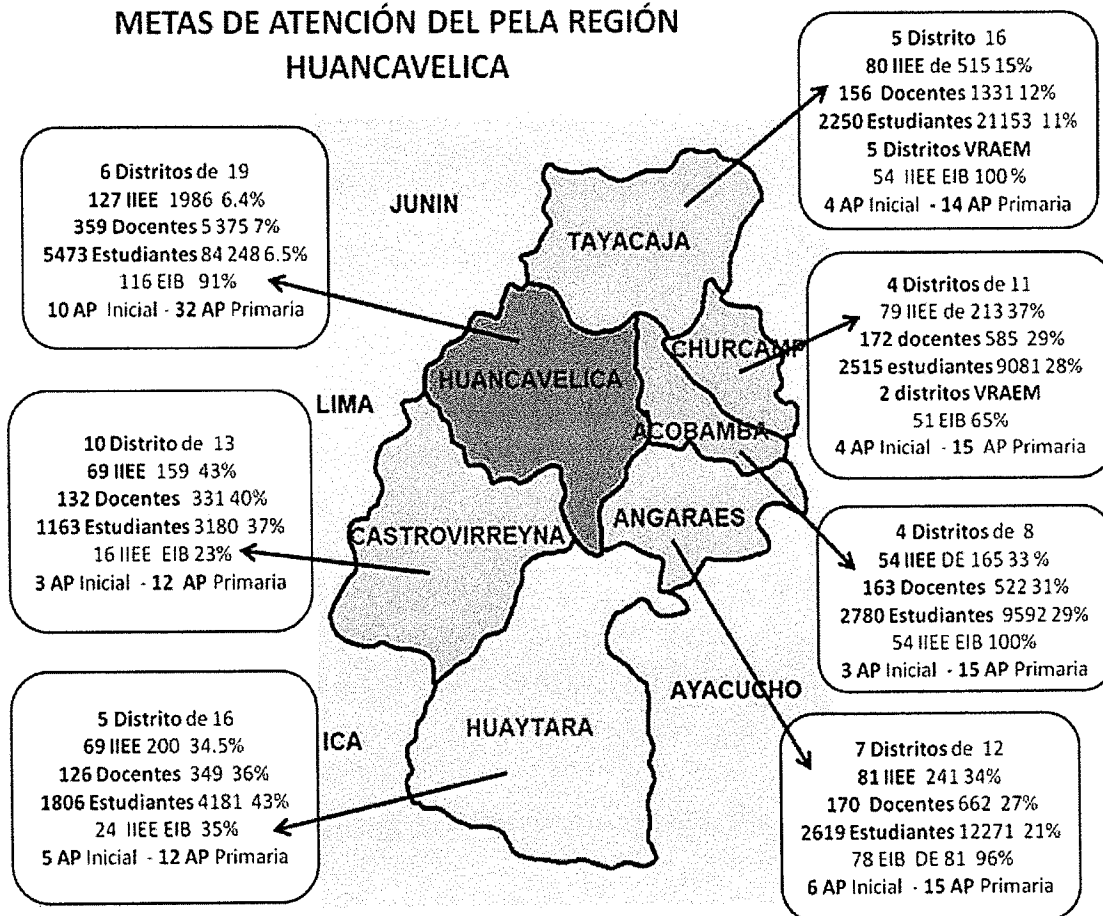 METAS DE ATENCIÓN DEL PELA REGIÓN
HUANCAVELICA
6 Distritos de 19
127 IIEE 1986 6.4%
359 Docentes 5 375 7%
5473 Estudiantes 84 248 6.5%
116 EIB 91%
10 AP Inicial - 32 AP Primaria
10 Distrito de 13
69 IIEE 159 43%
132 Docentes 331 40%
1163 Estudiantes 3180 37%
16 IIEE EIB 23%
3 AP Inicial - 12 AP Primaria
5 Distrito de 16
69 IIEE 200 34.5%
126 Docentes 349 36%
1806 Estudiantes 4181 43%
24 IIEE EIB 35%
5 AP Inicial - 12 AP Primaria
JUNIN
TAYACAJA
CHURCAMP
HUANCAVELICA
LIMA
ACOBAMBA
ANGARAES
CASTROVIRREYNA
AYACUCHO
HUAYTARA
ICA
5 Distrito 16
80 IIEE de 515 15%
156 Docentes 1331 12%
2250 Estudiantes 21153 11%
5 Distritos VRAEM
54 IIEE EIB 100%
4 AP Inicial - 14 AP Primaria
4 Distritos de 11
79 IIEE de 213 37%
172 docentes 585 29%
2515 estudiantes 9081 28%
2 distritos VRAEM
51 EIB 65%
4 AP Inicial - 15 AP Primaria
4 Distritos de 8
54 IIEE DE 165 33 %
163 Docentes 522 31%
2780 Estudiantes 9592 29%
54 IIEE EIB 100%
3 AP Inicial - 15 AP Primaria
7 Distritos de 12
81 IIEE 241 34%
170 Docentes 662 27%
2619 Estudiantes 12271 21%
78 EIB DE 81 96%
6 AP Inicial - 15 AP Primaria